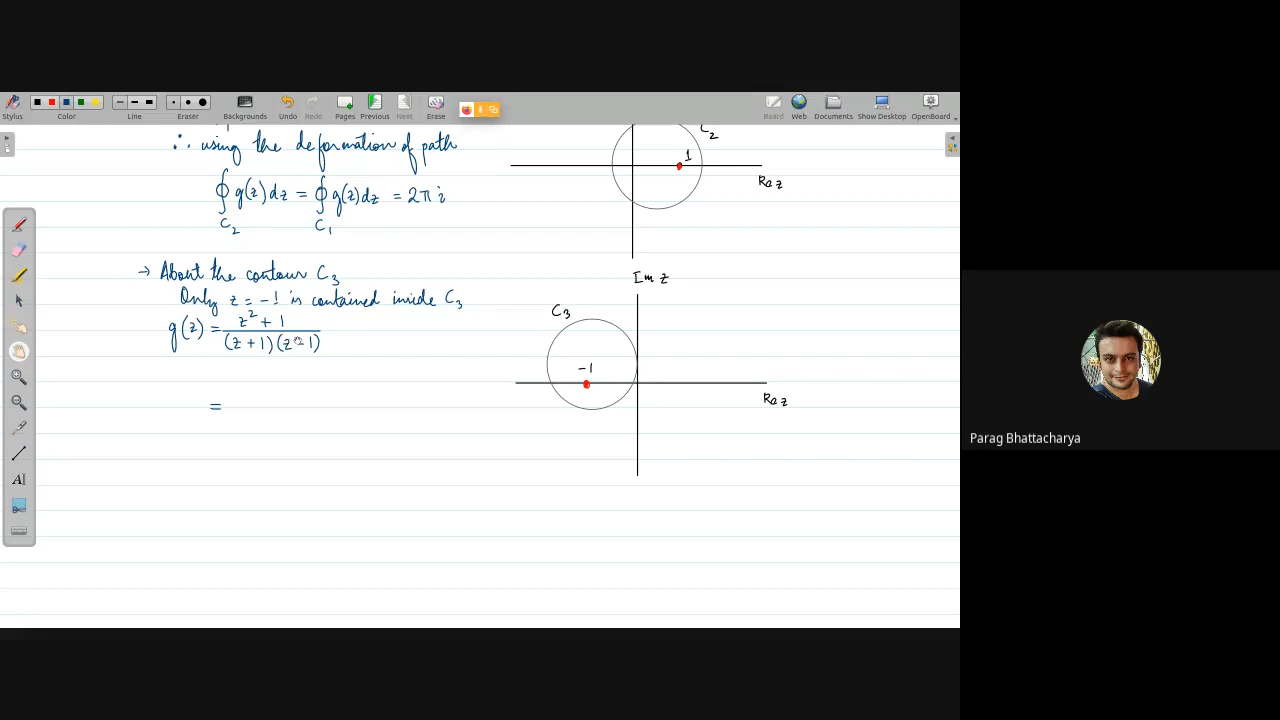 Stylus
Color
Line
Eraser
Backgrounds
Undo
Redo
Pages
Previous
Next
Erase
Board
Web
Documents
Show Desktop
OpenBoard
∴ using the deformation of path
∮ g(z)dz = ∮ g(z)dz = 2πi
C₂ C₁
→ About the contour C₃
Only z = -1 is contained inside C₃
g(z) = z² + 1
(z + 1)(z - 1)
=
C₂
1
Re z
Im z
C₃
-1
Re z
Parag Bhattacharya